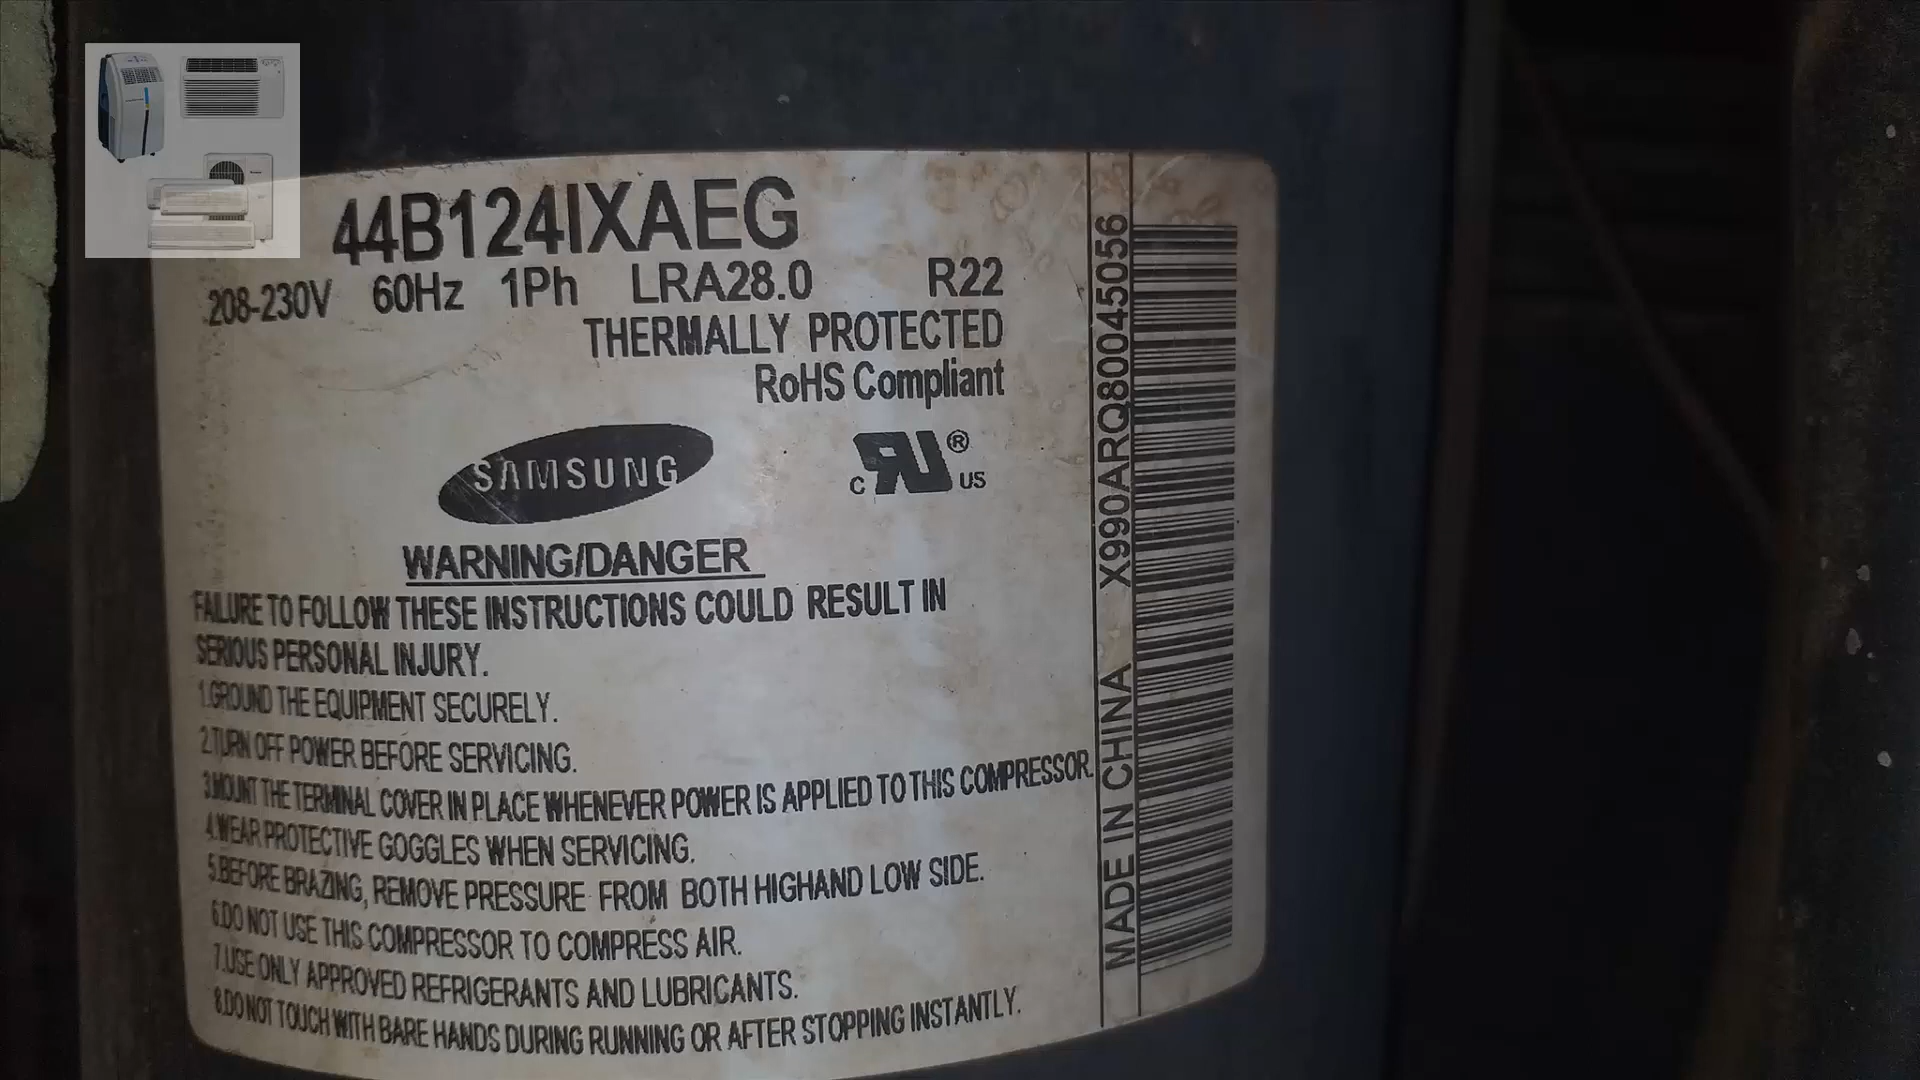 44B124IXAEG
208-230V 60Hz 1Ph LRA28.0 R22
THERMALLY PROTECTED
RoHS Compliant
SAMSUNG
c RU ® US
WARNING/DANGER
FAILURE TO FOLLOW THESE INSTRUCTIONS COULD RESULT IN
SERIOUS PERSONAL INJURY.
1.GROUND THE EQUIPMENT SECURELY.
2.TURN OFF POWER BEFORE SERVICING.
3.MOUNT THE TERMINAL COVER IN PLACE WHENEVER POWER IS APPLIED TO THIS COMPRESSOR.
4.WEAR PROTECTIVE GOGGLES WHEN SERVICING.
5.BEFORE BRAZING, REMOVE PRESSURE FROM BOTH HIGHAND LOW SIDE.
6.DO NOT USE THIS COMPRESSOR TO COMPRESS AIR.
7.USE ONLY APPROVED REFRIGERANTS AND LUBRICANTS.
8.DO NOT TOUCH WITH BARE HANDS DURING RUNNING OR AFTER STOPPING INSTANTLY.
MADE IN CHINA X990ARQ80045056